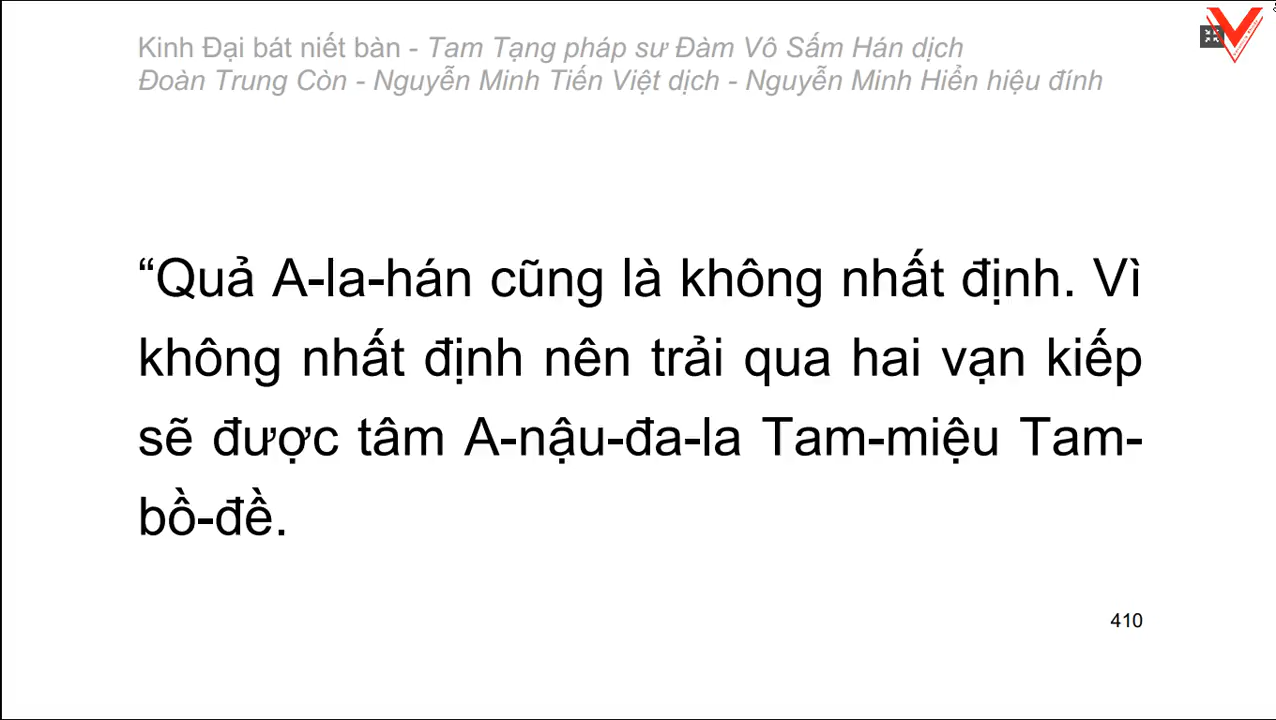 Kinh Đại bát niết bàn - Tam Tạng pháp sư Đàm Vô Sấm Hán dịch
Đoàn Trung Còn - Nguyễn Minh Tiến Việt dịch - Nguyễn Minh Hiển hiệu đính
“Quả A-la-hán cũng là không nhất định. Vì
không nhất định nên trải qua hai vạn kiếp
sẽ được tâm A-nậu-đa-la Tam-miệu Tam-
bồ-đề.
410